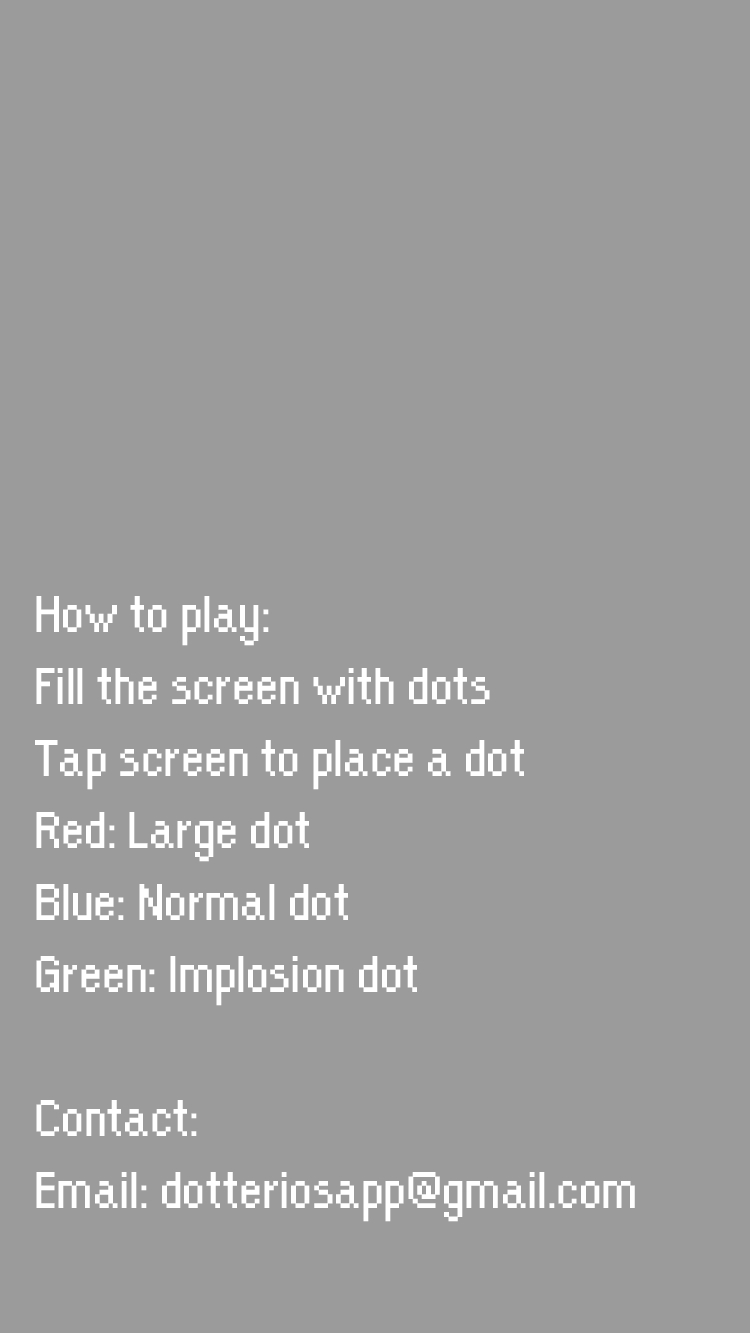 How to play:
Fill the screen with dots
Tap screen to place a dot
Red: Large dot
Blue: Normal dot
Green: Implosion dot
Contact:
Email: dotteriosapp@gmail.com